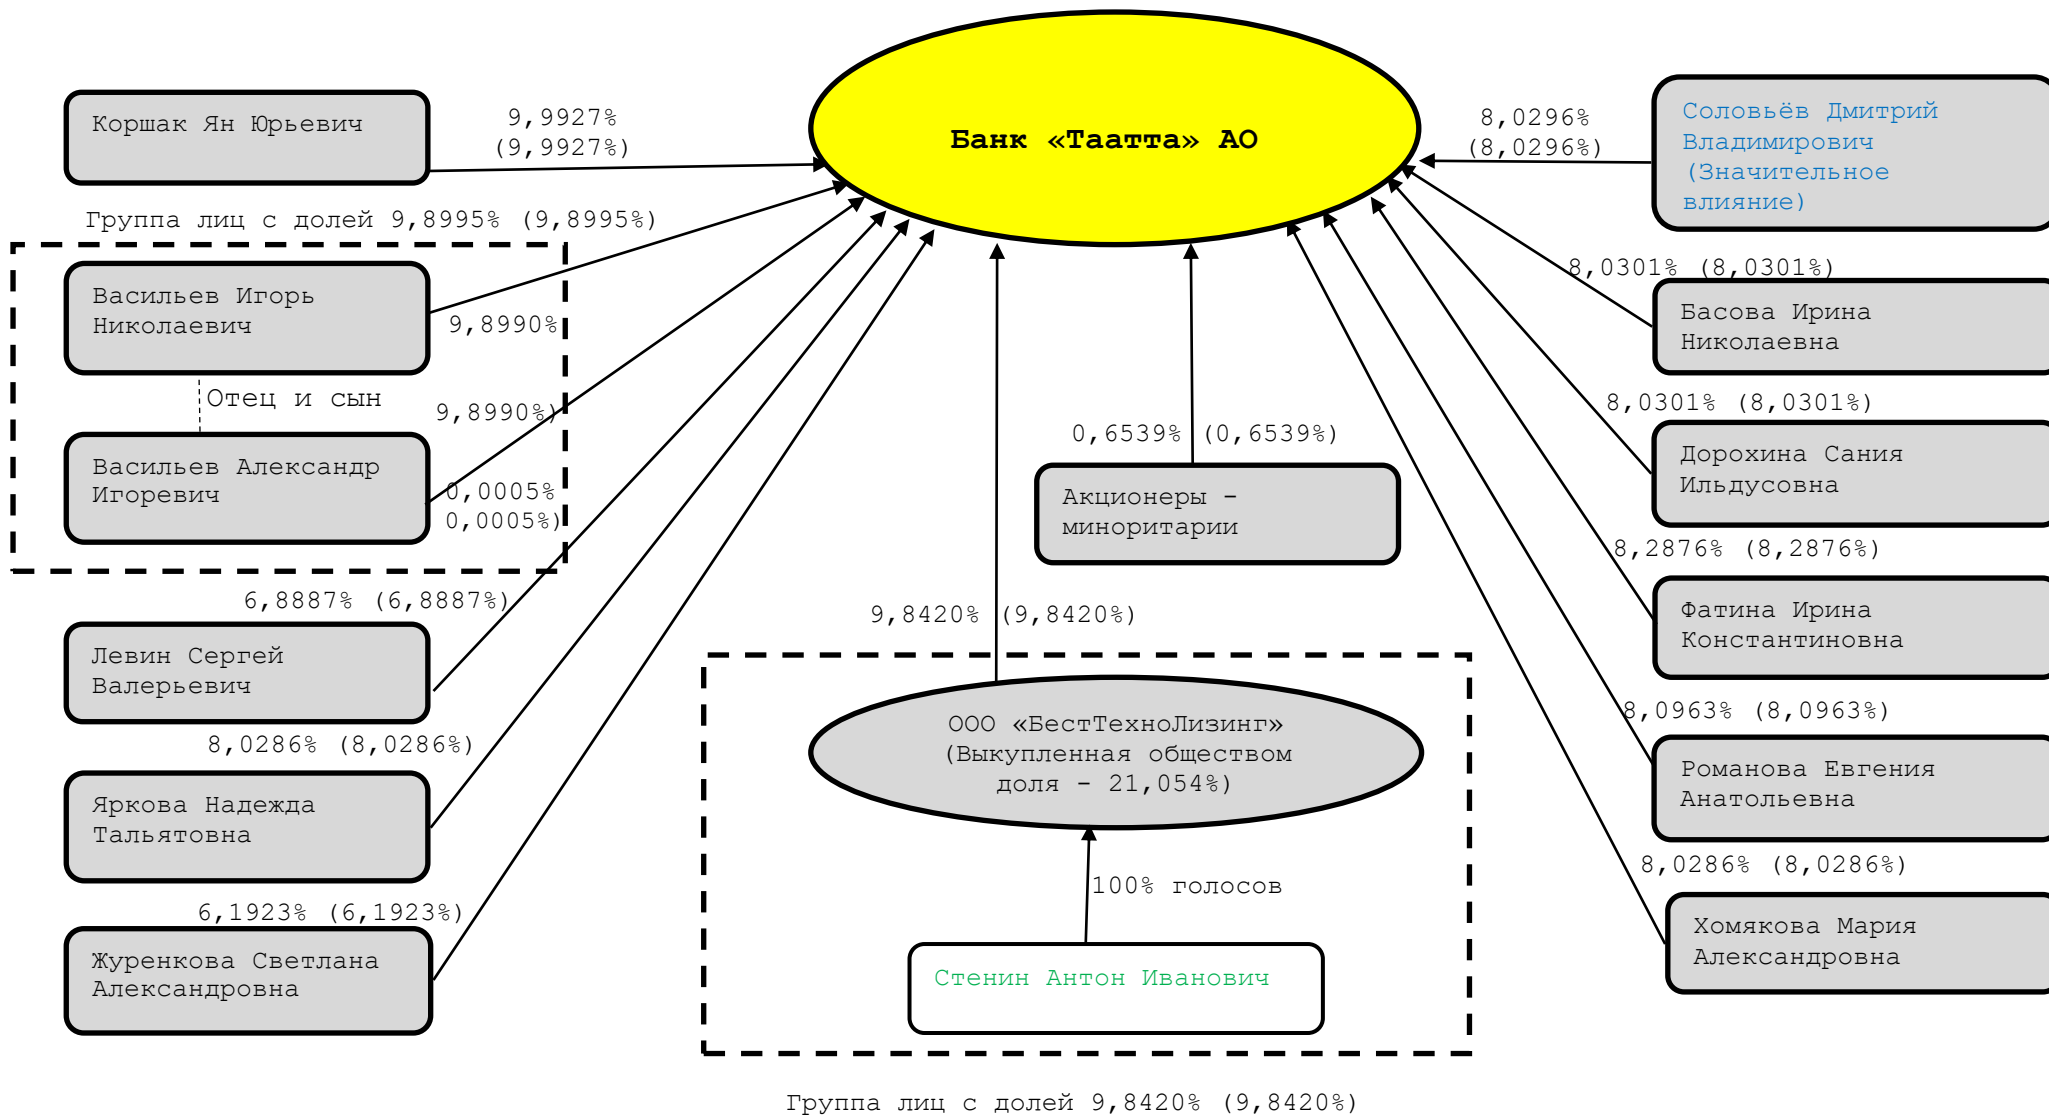 Банк «Таатта» АО
Коршак Ян Юрьевич
9,9927%
(9,9927%)
Группа лиц с долей 9,8995% (9,8995%)
Васильев Игорь
Николаевич
9,8990%
Отец и сын
9,8990%)
Васильев Александр
Игоревич
0,0005%
0,0005%)
6,8887% (6,8887%)
Левин Сергей
Валерьевич
8,0286% (8,0286%)
Яркова Надежда
Тальятовна
6,1923% (6,1923%)
Журенкова Светлана
Александровна
0,6539% (0,6539%)
Акционеры -
миноритарии
9,8420% (9,8420%)
ООО «БестТехноЛизинг»
(Выкупленная обществом
доля - 21,054%)
100% голосов
Стенин Антон Иванович
Группа лиц с долей 9,8420% (9,8420%)
8,0296%
(8,0296%)
Соловьёв Дмитрий
Владимирович
(Значительное
влияние)
8,0301% (8,0301%)
Басова Ирина
Николаевна
8,0301% (8,0301%)
Дорохина Сания
Ильдусовна
8,2876% (8,2876%)
Фатина Ирина
Константиновна
8,0963% (8,0963%)
Романова Евгения
Анатольевна
8,0286% (8,0286%)
Хомякова Мария
Александровна